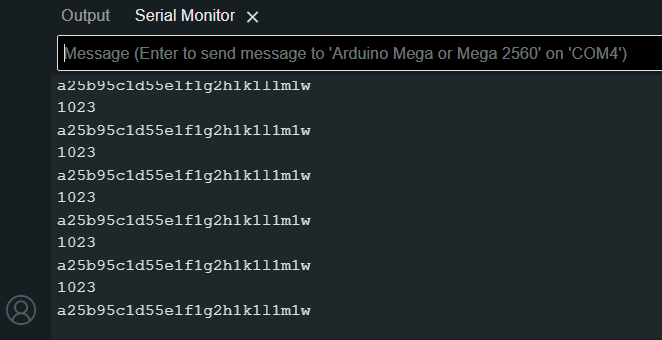 Output Serial Monitor
Message (Enter to send message to 'Arduino Mega or Mega 2560' on 'COM4')
a25b95c1d55e1f1g2h1k1l1m1w
1023
a25b95c1d55e1f1g2h1k1l1m1w
1023
a25b95c1d55e1f1g2h1k1l1m1w
1023
a25b95c1d55e1f1g2h1k1l1m1w
1023
a25b95c1d55e1f1g2h1k1l1m1w
1023
a25b95c1d55e1f1g2h1k1l1m1w